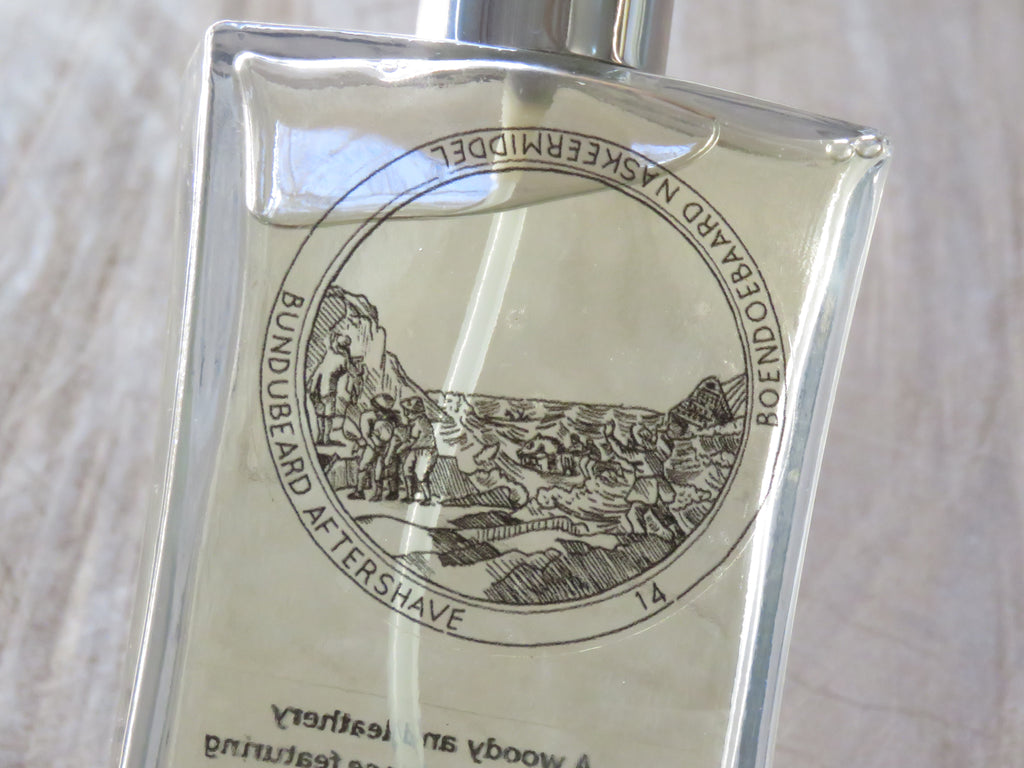 BOENDOEBAARD NASKEERMIDDEL
BUNDUBEARD AFTERSHAVE
14
A woody and leathery
featuring